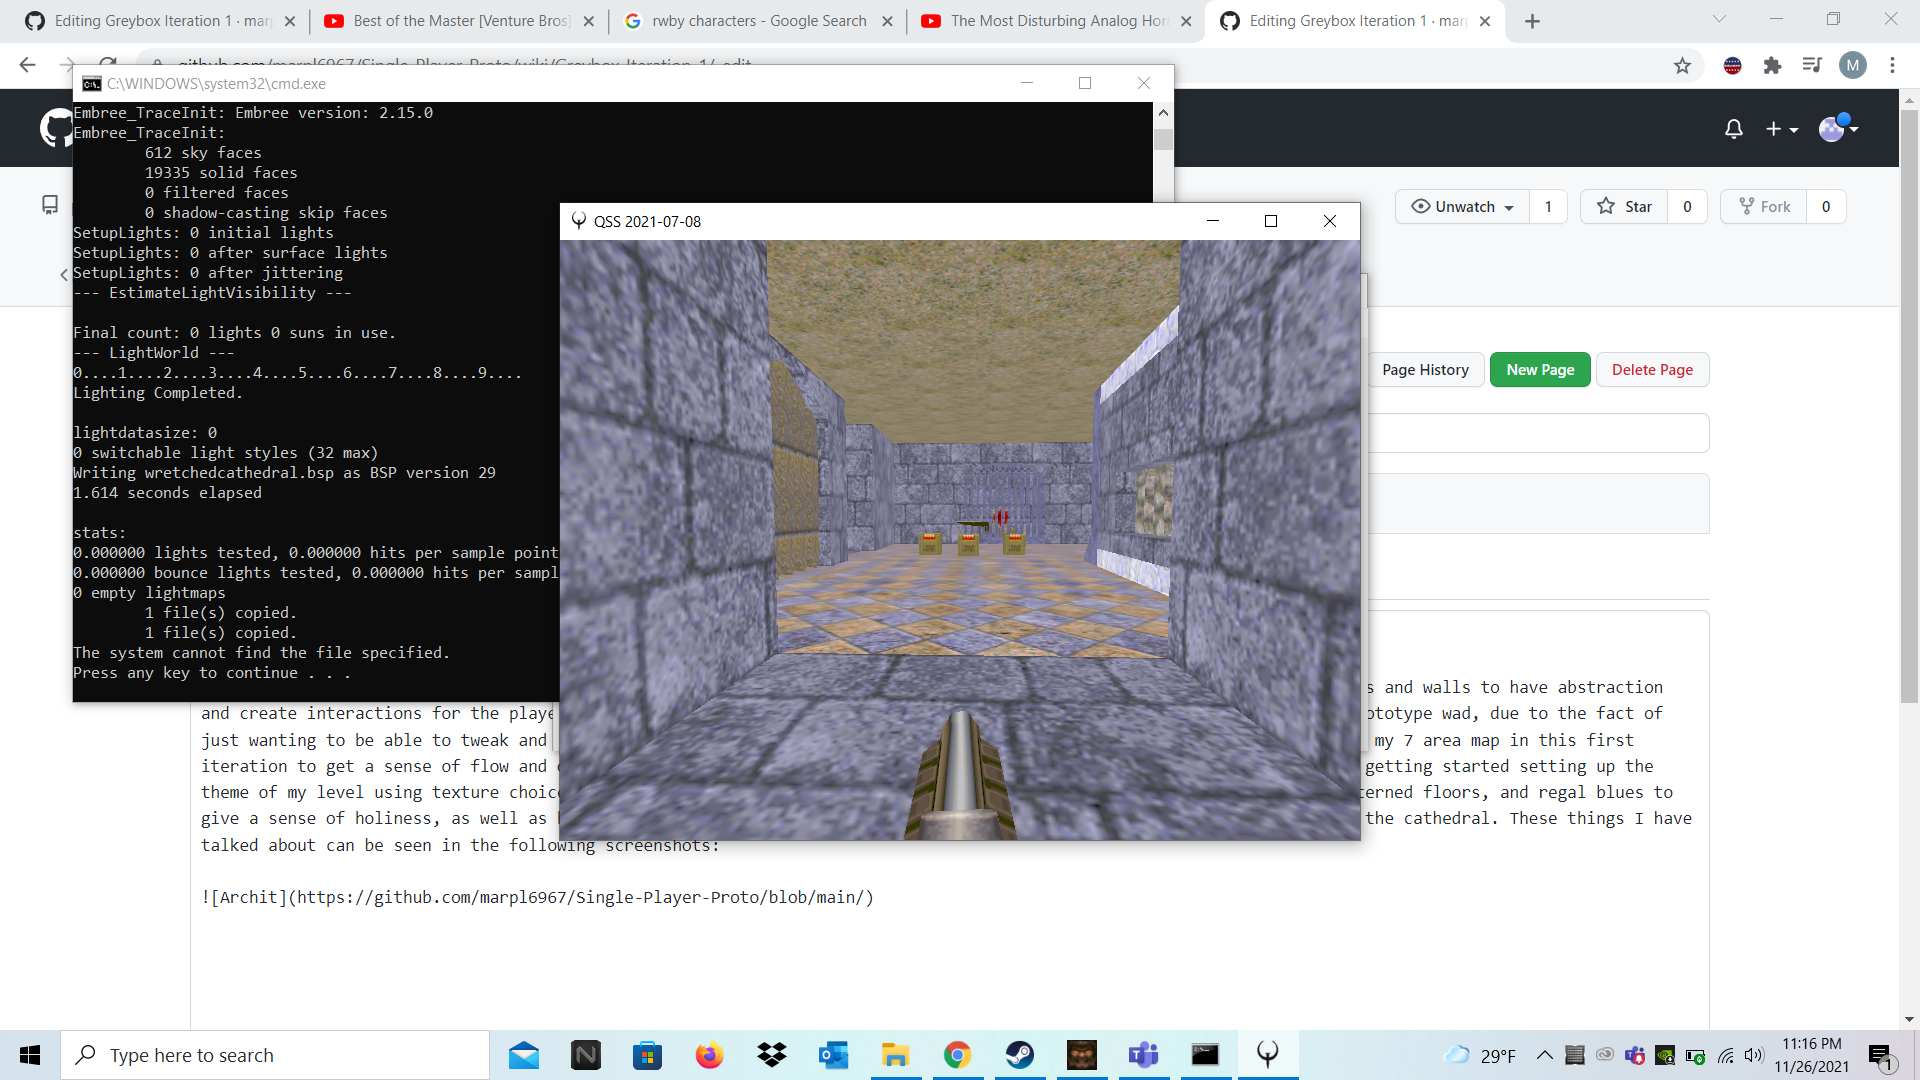 Editing Greybox Iteration 1 · marp
Best of the Master [Venture Bros]
rwby characters - Google Search
The Most Disturbing Analog Hor
Editing Greybox Iteration 1 · marp
github.com/marpl6967/Single-Player-Proto/wiki/Greybox-Iteration-1/_edit
M
C:\WINDOWS\system32\cmd.exe
Embree_TraceInit: Embree version: 2.15.0
Embree_TraceInit:
612 sky faces
19335 solid faces
0 filtered faces
0 shadow-casting skip faces
SetupLights: 0 initial lights
SetupLights: 0 after surface lights
SetupLights: 0 after jittering
--- EstimateLightVisibility ---
Final count: 0 lights 0 suns in use.
--- LightWorld ---
0....1....2....3....4....5....6....7....8....9....
Lighting Completed.
lightdatasize: 0
0 switchable light styles (32 max)
Writing wretchedcathedral.bsp as BSP version 29
1.614 seconds elapsed
stats:
0.000000 lights tested, 0.000000 hits per sample point
0.000000 bounce lights tested, 0.000000 hits per sampl
0 empty lightmaps
1 file(s) copied.
1 file(s) copied.
The system cannot find the file specified.
Press any key to continue . . .
QSS 2021-07-08
Unwatch 1 Star 0 Fork 0
Page History New Page Delete Page
s and walls to have abstraction
and create interactions for the playe ototype wad, due to the fact of
just wanting to be able to tweak and my 7 area map in this first
iteration to get a sense of flow and getting started setting up the
theme of my level using texture choic terned floors, and regal blues to
give a sense of holiness, as well as the cathedral. These things I have
talked about can be seen in the following screenshots:
![Archit](https://github.com/marpl6967/Single-Player-Proto/blob/main/)
Type here to search
29°F
11:16 PM
11/26/2021
1